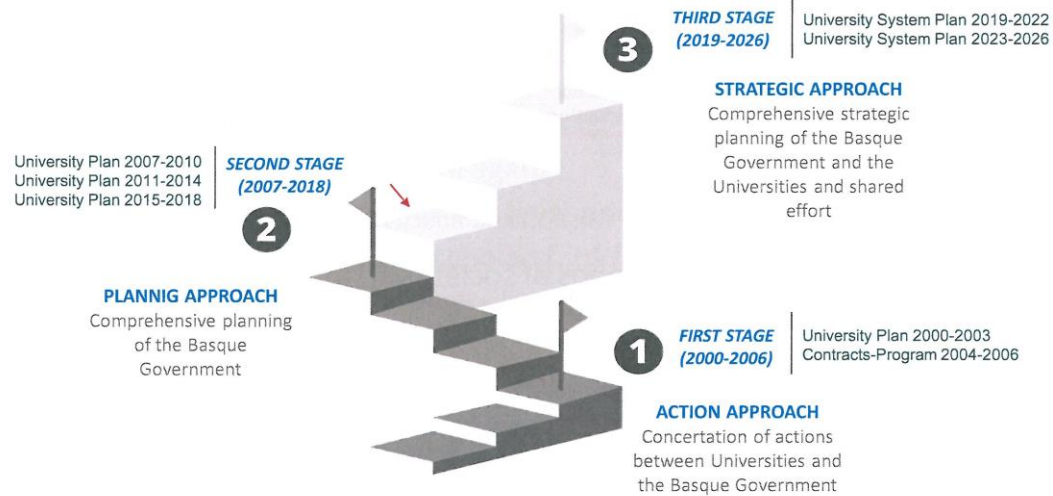 THIRD STAGE
(2019-2026)
University System Plan 2019-2022
University System Plan 2023-2026
3
STRATEGIC APPROACH
Comprehensive strategic
planning of the Basque
Government and the
Universities and shared
effort
University Plan 2007-2010
University Plan 2011-2014
University Plan 2015-2018
SECOND STAGE
(2007-2018)
2
PLANNIG APPROACH
Comprehensive planning
of the Basque
Government
1
FIRST STAGE
(2000-2006)
University Plan 2000-2003
Contracts-Program 2004-2006
ACTION APPROACH
Concertation of actions
between Universities and
the Basque Government